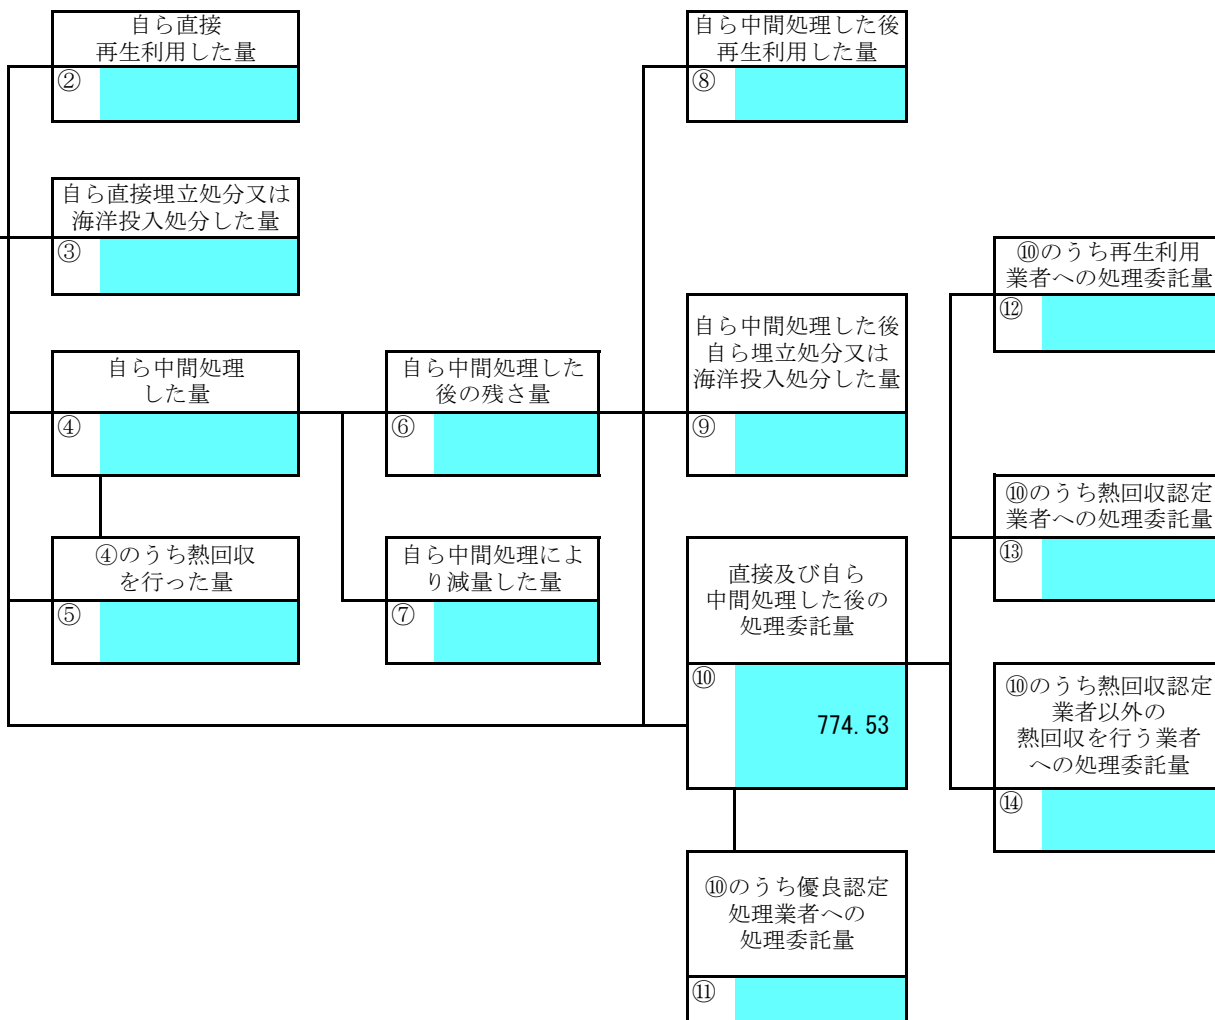 自ら直接
再生利用した量
②
自ら直接埋立処分又は
海洋投入処分した量
③
自ら中間処理
した量
④
④のうち熱回収
を行った量
⑤
自ら中間処理した
後の残さ量
⑥
自ら中間処理によ
り減量した量
⑦
自ら中間処理した後
再生利用した量
⑧
自ら中間処理した後
自ら埋立処分又は
海洋投入処分した量
⑨
直接及び自ら
中間処理した後の
処理委託量
⑩
774.53
⑩のうち優良認定
処理業者への
処理委託量
⑪
⑩のうち再生利用
業者への処理委託量
⑫
⑩のうち熱回収認定
業者への処理委託量
⑬
⑩のうち熱回収認定
業者以外の
熱回収を行う業者
への処理委託量
⑭